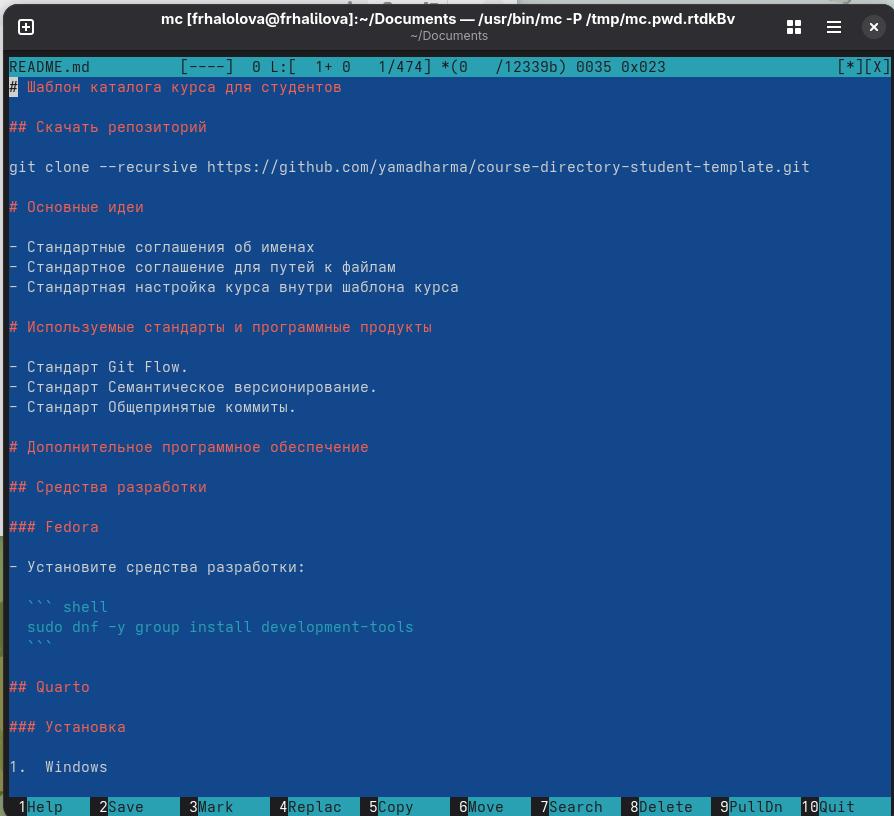 mc [frhalolova@frhalilova]:~/Documents — /usr/bin/mc -P /tmp/mc.pwd.rtdkBv
~/Documents
README.md [----] 0 L:[ 1+ 0 1/474] *(0 /12339b) 0035 0x023 [*][X]
# Шаблон каталога курса для студентов
## Скачать репозиторий
git clone --recursive https://github.com/yamadharma/course-directory-student-template.git
# Основные идеи
- Стандартные соглашения об именах
- Стандартное соглашение для путей к файлам
- Стандартная настройка курса внутри шаблона курса
# Используемые стандарты и программные продукты
- Стандарт Git Flow.
- Стандарт Семантическое версионирование.
- Стандарт Общепринятые коммиты.
# Дополнительное программное обеспечение
## Средства разработки
### Fedora
- Установите средства разработки:
``` shell
sudo dnf -y group install development-tools
```
## Quarto
### Установка
1. Windows
1Help 2Save 3Mark 4Replac 5Copy 6Move 7Search 8Delete 9PullDn 10Quit